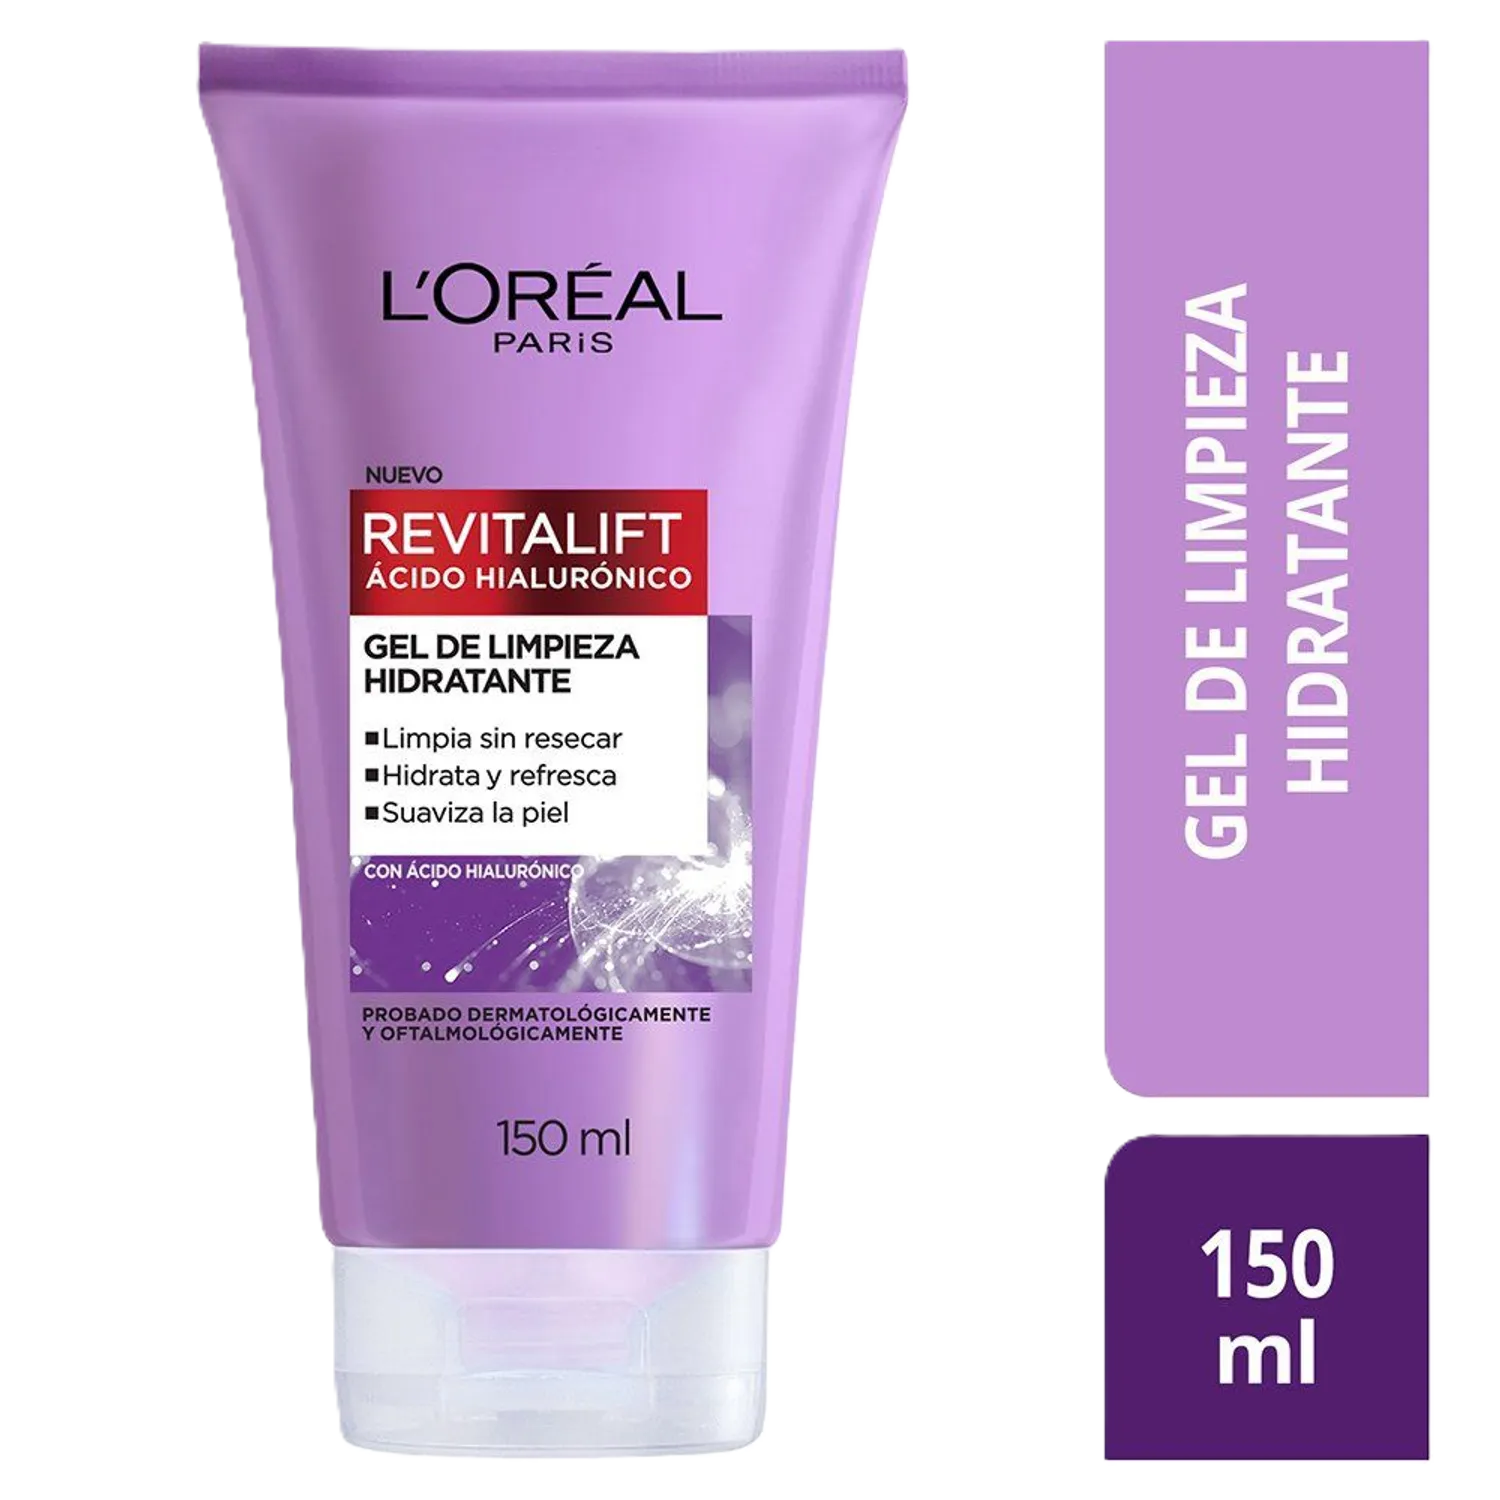 L'ORÉAL
PARiS
NUEVO
REVITALIFT
ÁCIDO HIALURÓNICO
GEL DE LIMPIEZA
HIDRATANTE
▪Limpia sin resecar
▪Hidrata y refresca
▪Suaviza la piel
CON ÁCIDO HIALURÓNICO
PROBADO DERMATOLÓGICAMENTE
Y OFTALMOLÓGICAMENTE
150 ml
GEL DE LIMPIEZA
HIDRATANTE
150
ml